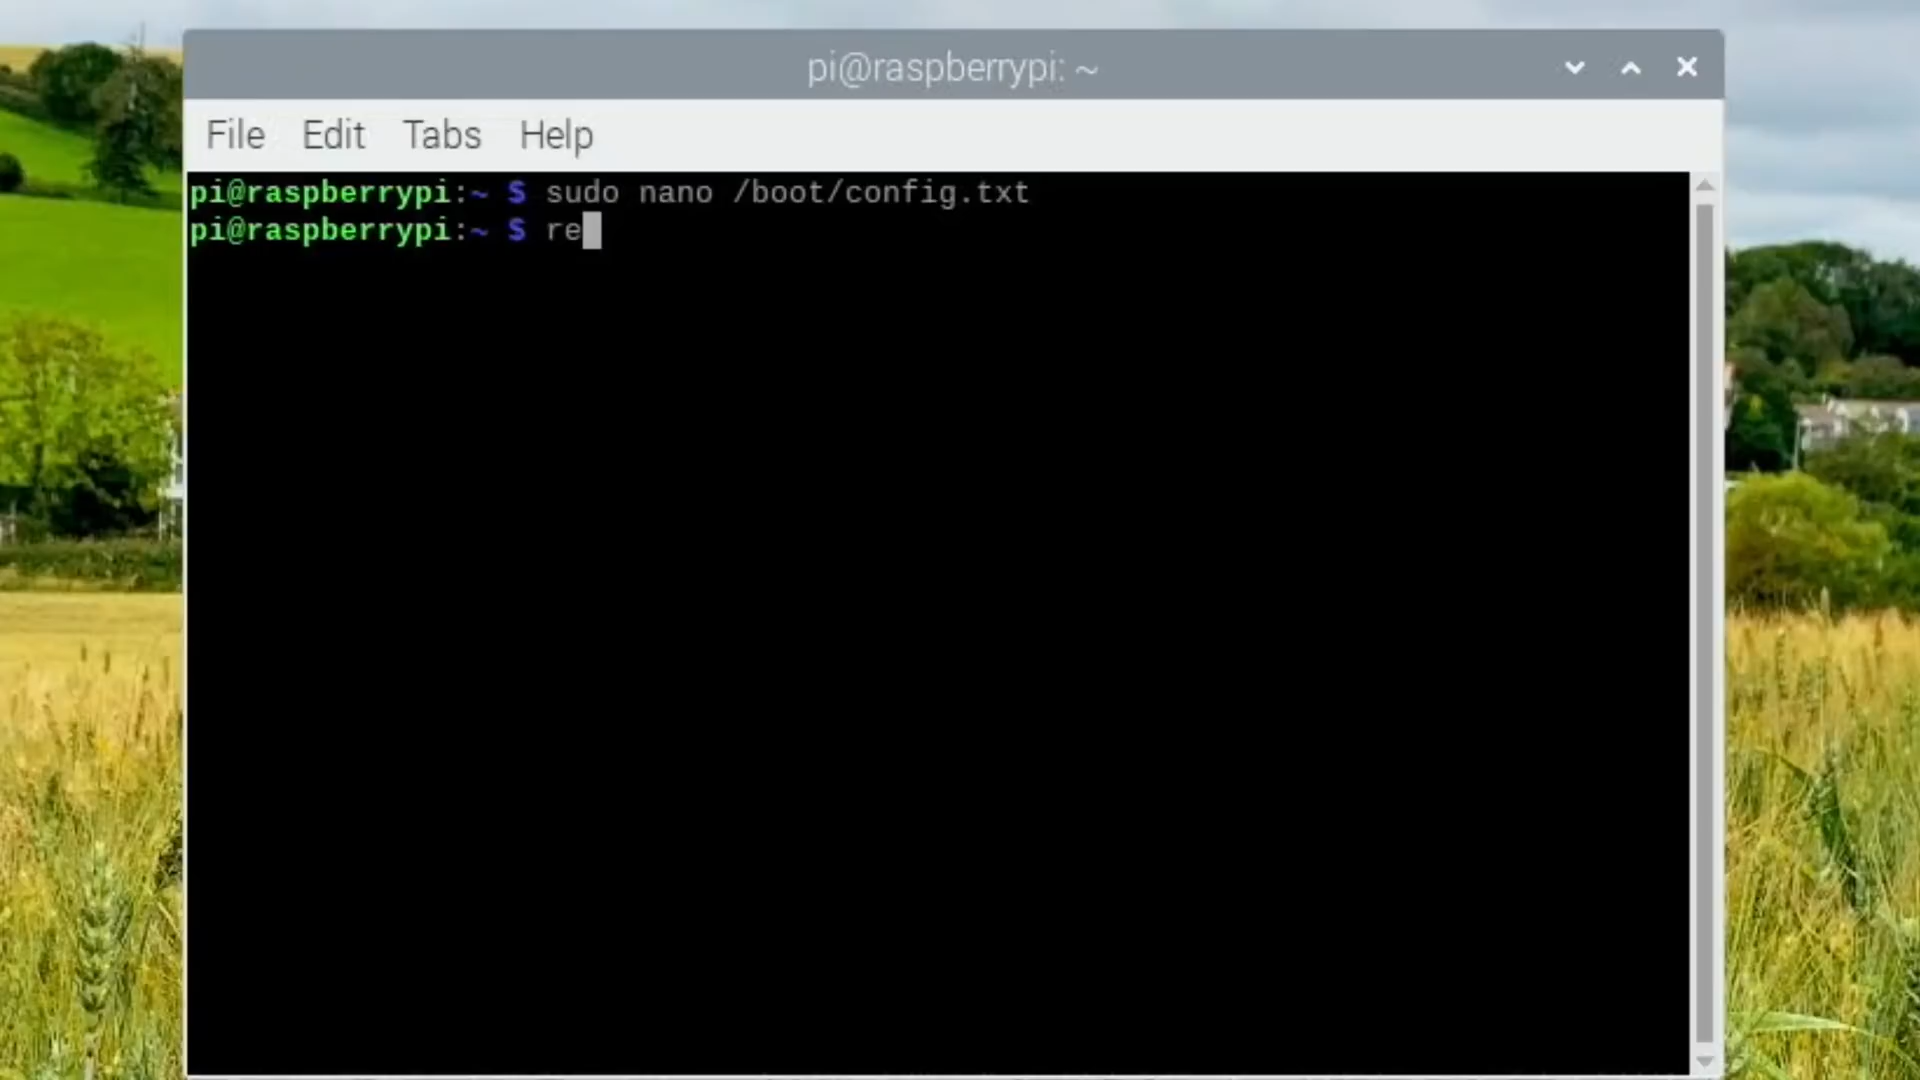 pi@raspberrypi: ~
File Edit Tabs Help
pi@raspberrypi:~ $ sudo nano /boot/config.txt
pi@raspberrypi:~ $ re